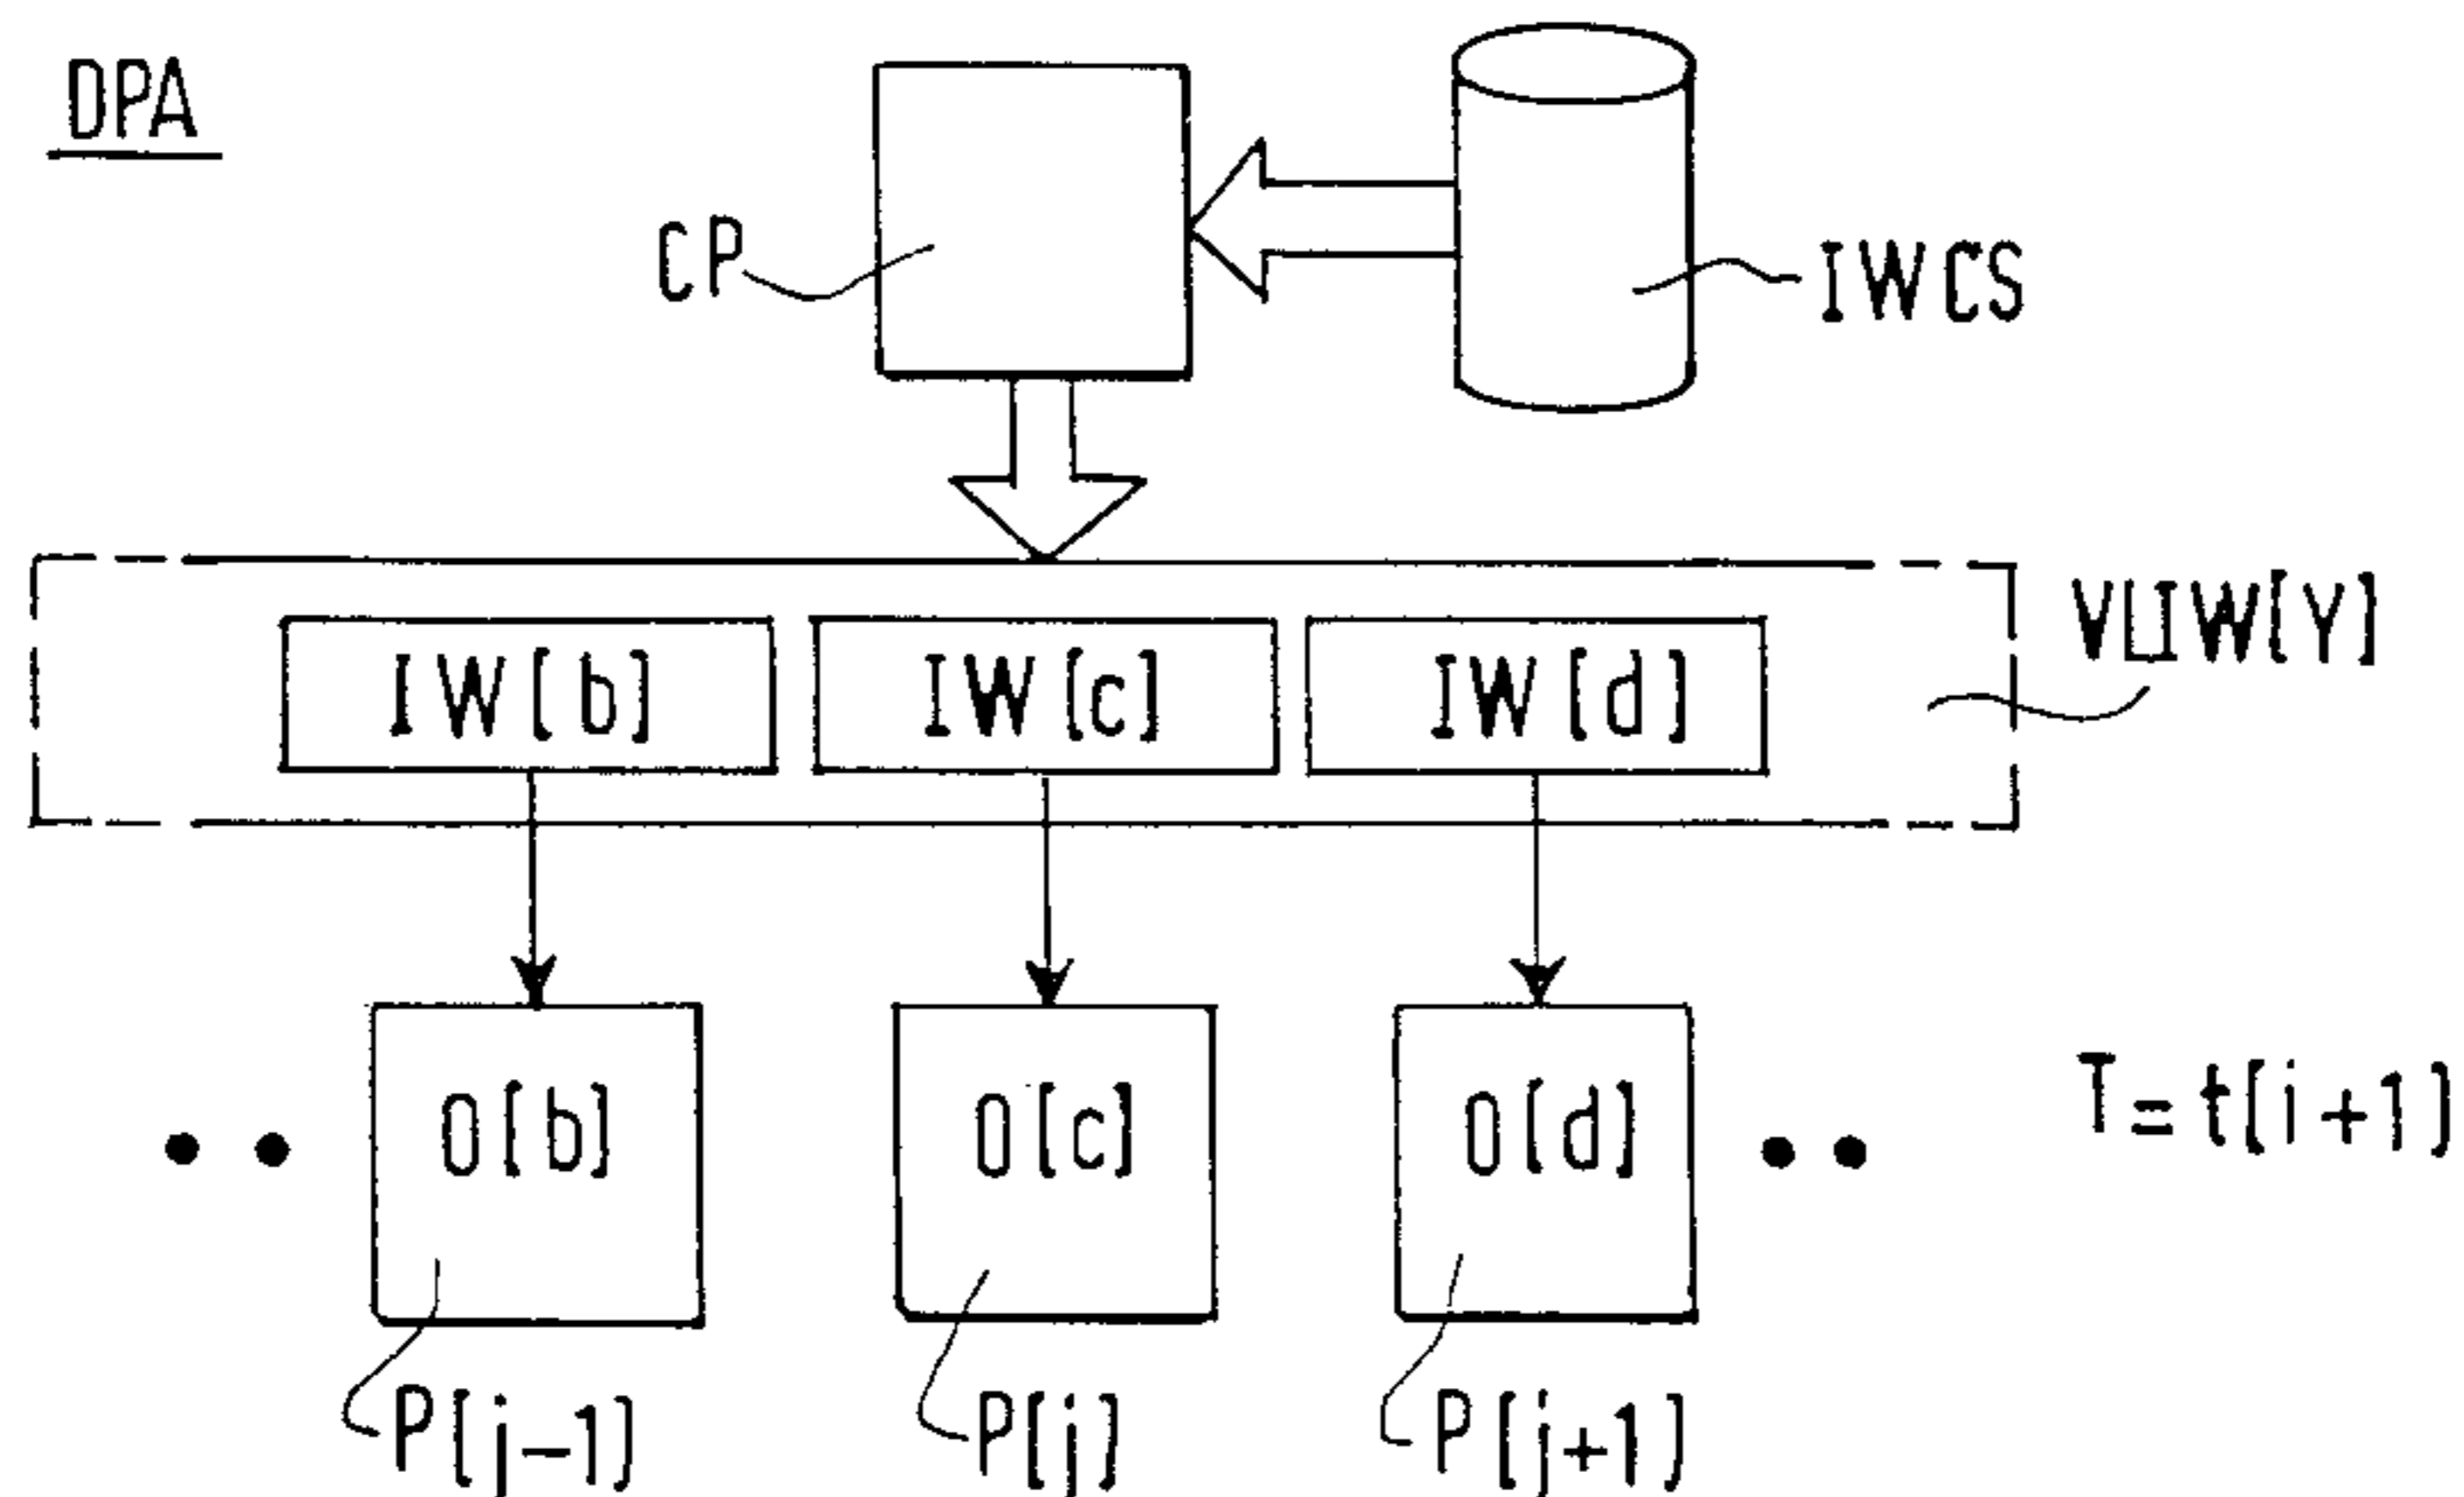 DPA
CP
IWCS
VLIW[Y]
IW[b] IW[c] IW[d]
O[b] O[c] O[d]
T=t[i+1]
P[j-1] P[j] P[j+1]